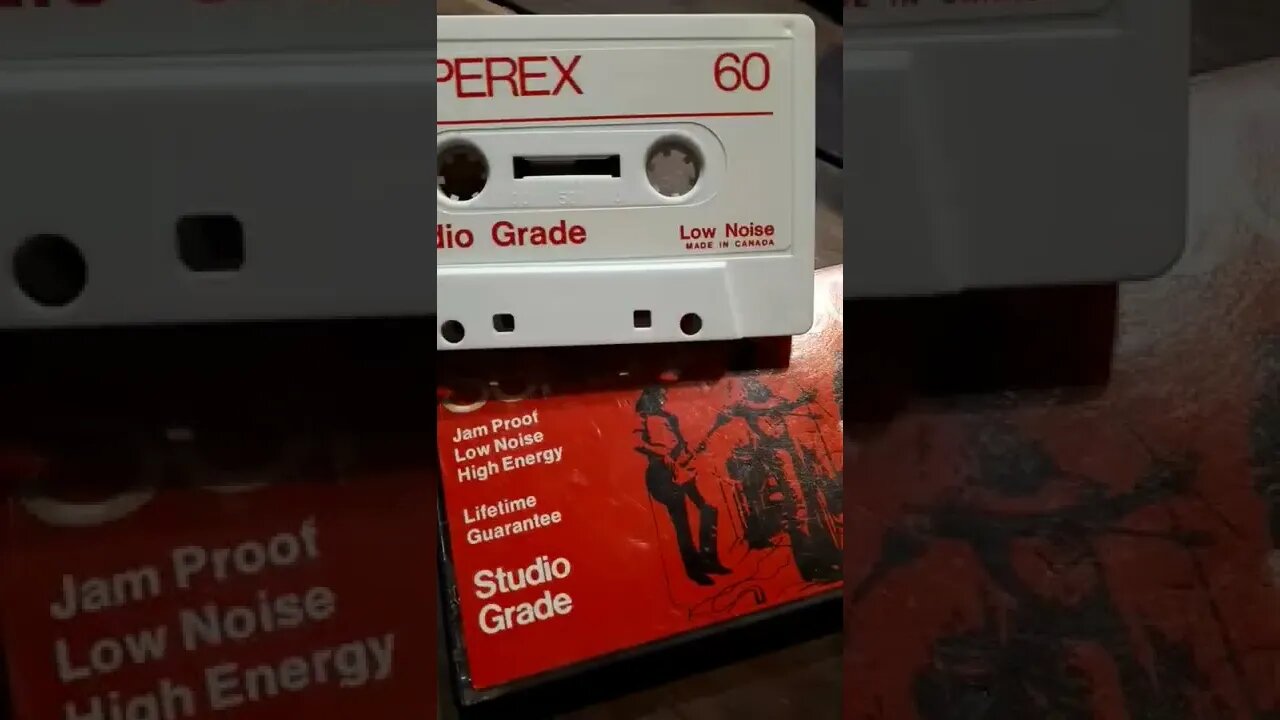 PEREX 60
dio Grade
Low Noise
MADE IN CANADA
Jam Proof
Low Noise
High Energy
Lifetime
Guarantee
Studio
Grade
Jam Proof
Low Noise
High Energy